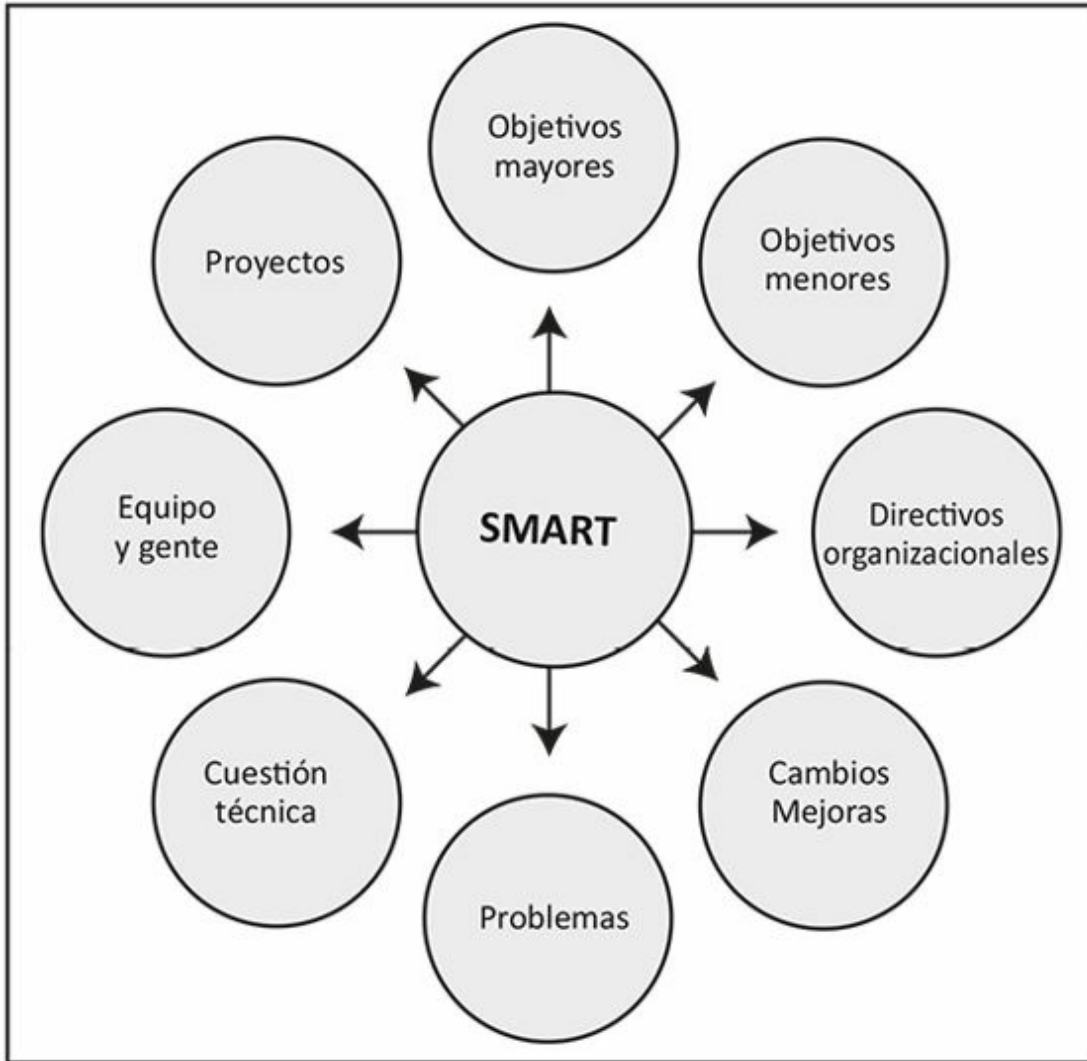 Objetivos
mayores
Objetivos
menores
Directivos
organizacionales
Cambios
Mejoras
Problemas
Cuestión
técnica
Equipo
y gente
Proyectos
SMART